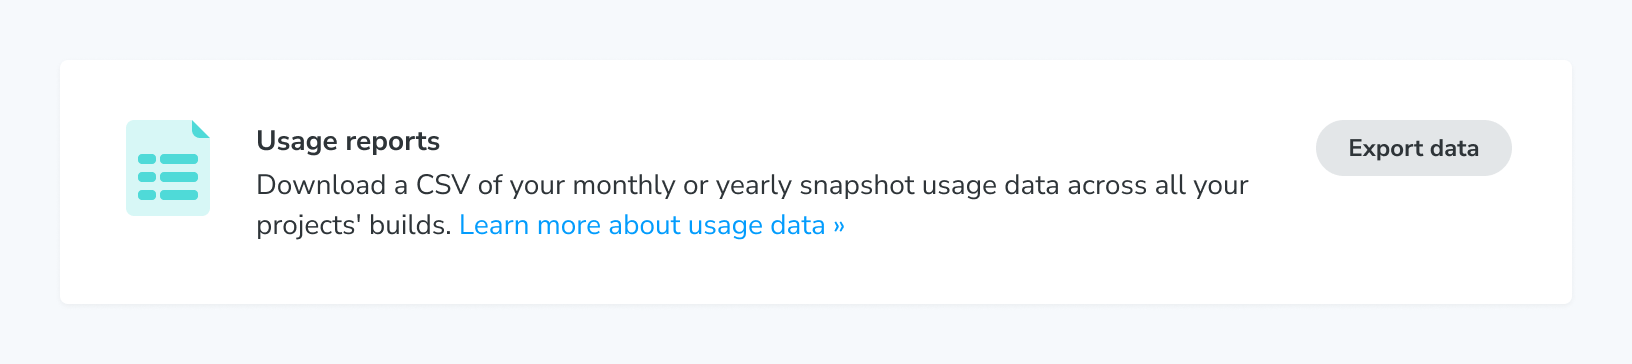 Usage reports
Download a CSV of your monthly or yearly snapshot usage data across all your
projects' builds. Learn more about usage data »
Export data